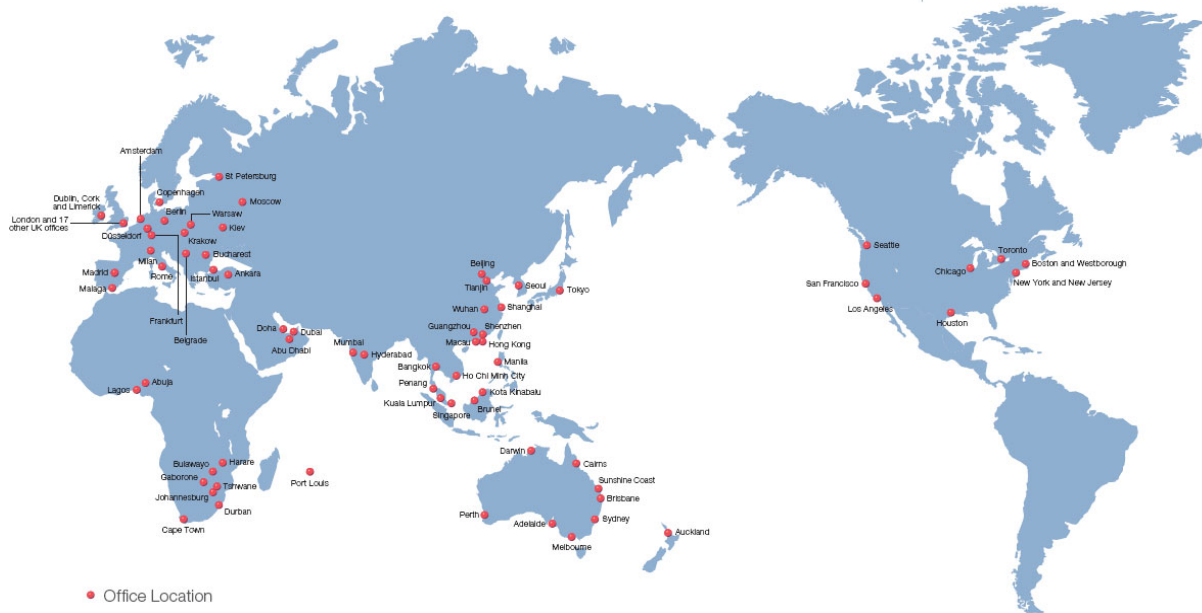 Amsterdam
St Petersburg
Copenhagen
Dublin, Cork
and Limerick
Moscow
Berlin
Warsaw
London and 17
other UK offices
Kiev
Düsseldorf
Krakow
Bucharest
Milan
Madrid
Rome
Istanbul
Ankara
Malaga
Frankfurt
Belgrade
Beijing
Tianjin
Seoul
Tokyo
Wuhan
Shanghai
Doha
Dubai
Abu Dhabi
Mumbai
Hyderabad
Guangzhou
Shenzhen
Macau
Hong Kong
Manila
Bangkok
Ho Chi Minh City
Penang
Kota Kinabalu
Kuala Lumpur
Singapore
Brunei
Abuja
Lagos
Bulawayo
Harare
Gaborone
Tshwane
Johannesburg
Durban
Cape Town
Port Louis
Darwin
Cairns
Sunshine Coast
Brisbane
Perth
Adelaide
Sydney
Melbourne
Auckland
Seattle
Toronto
Chicago
Boston and Westborough
New York and New Jersey
San Francisco
Los Angeles
Houston
Office Location